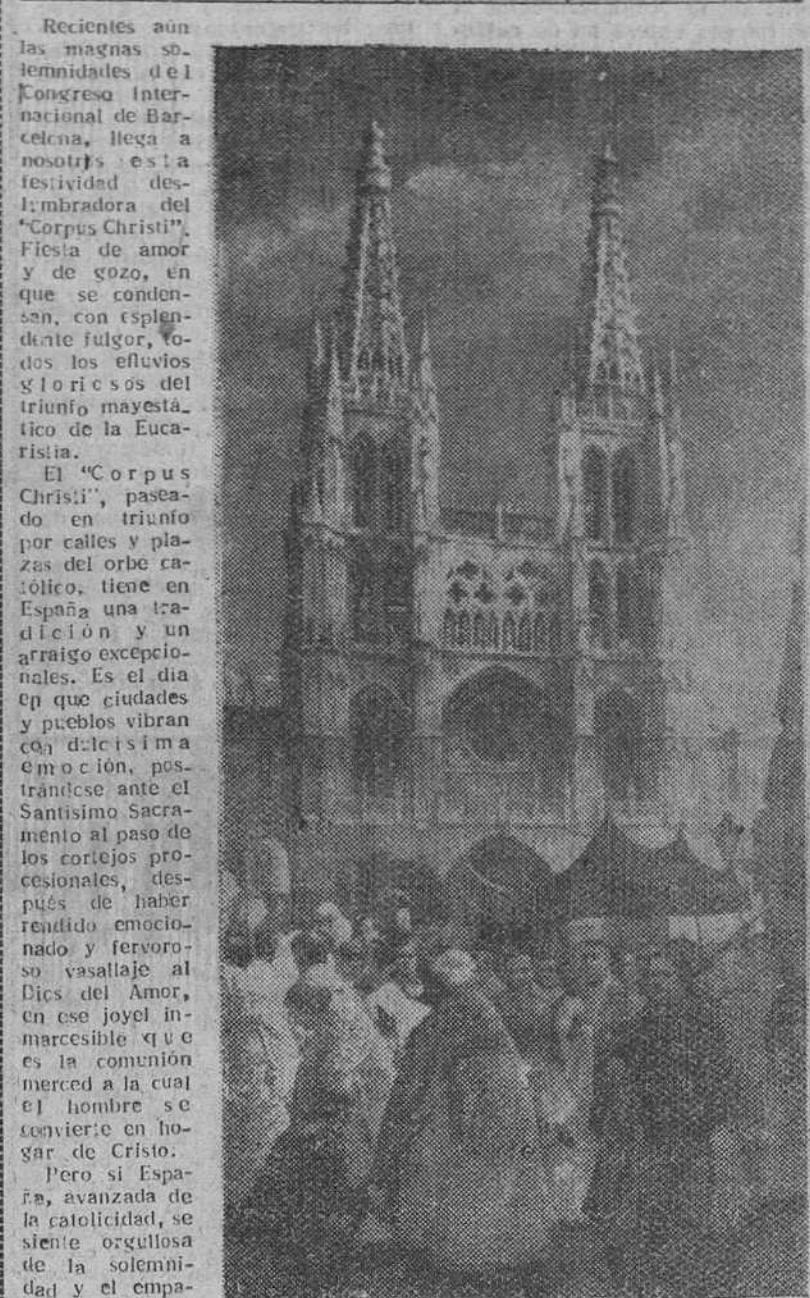 Recientes aún
las magnas so-
lemnidades del
Congreso Inter-
nacional de Bar-
celona, llega a
nosotros esta
festividad des-
lumbradora del
"Corpus Christi".
Fiesta de amor
y de gozo, en
que se conden-
san, con esplen-
dente fulgor, to-
dos los efluvios
gloriosos del
triunfo mayestá-
tico de la Euca-
ristia.
El "Corpus
Christi", pasea-
do en triunfo
por calles y pla-
zas del orbe ca-
tólico, tiene en
España una tra-
dición y un
arraigo excepcio-
nales. Es el día
en que ciudades
y pueblos vibran
con dulcísima
emoción, pos-
trándose ante el
Santísimo Sacra-
mento al paso de
los cortejos pro-
cesionales, des-
pués de haber
rendido emocio-
nado y fervoro-
so vasallaje al
Dios del Amor,
en ese joyel in-
marcesible que
es la comunión
merced a la cual
el hombre se
convierte en ho-
gar de Cristo.
Pero si Espa-
ña, avanzada de
la catolicidad, se
siente orgullosa
de la solemni-
dad y el empa-